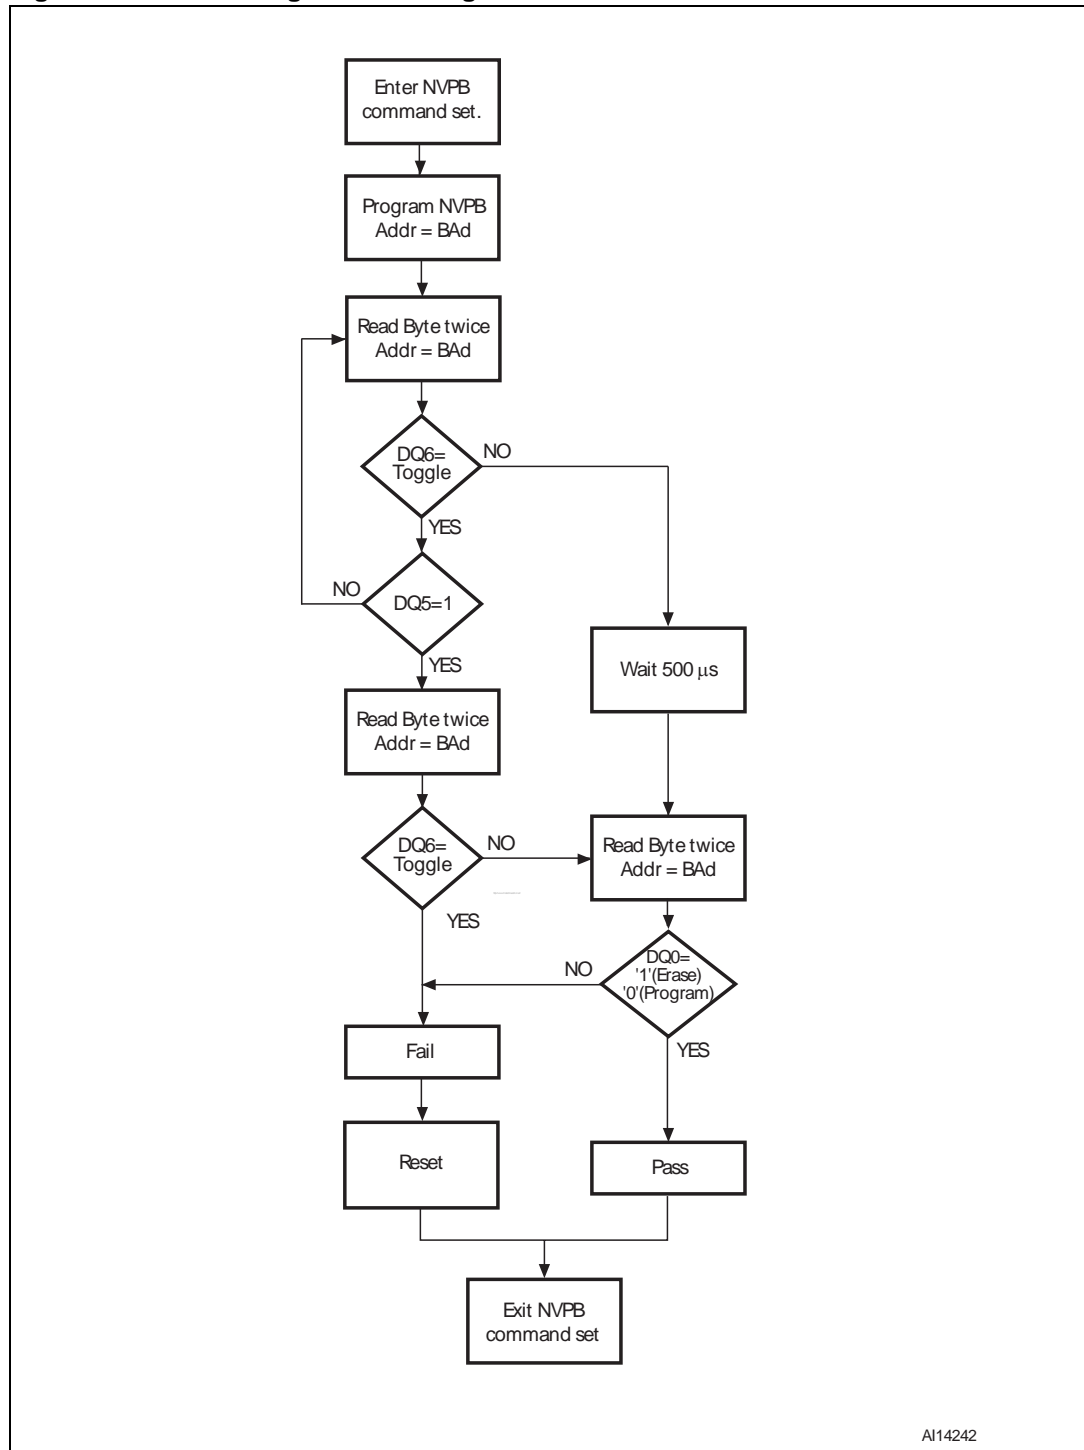 Enter NVPB
command set.
Program NVPB
Addr = BAd
Read Byte twice
Addr = BAd
DQ6=
Toggle
NO
YES
DQ5=1
NO
YES
Wait 500 μs
Read Byte twice
Addr = BAd
DQ6=
Toggle
NO
YES
Read Byte twice
Addr = BAd
DQ0=
'1'(Erase)
'0'(Program)
NO
YES
Fail
Reset
Pass
Exit NVPB
command set
AI14242